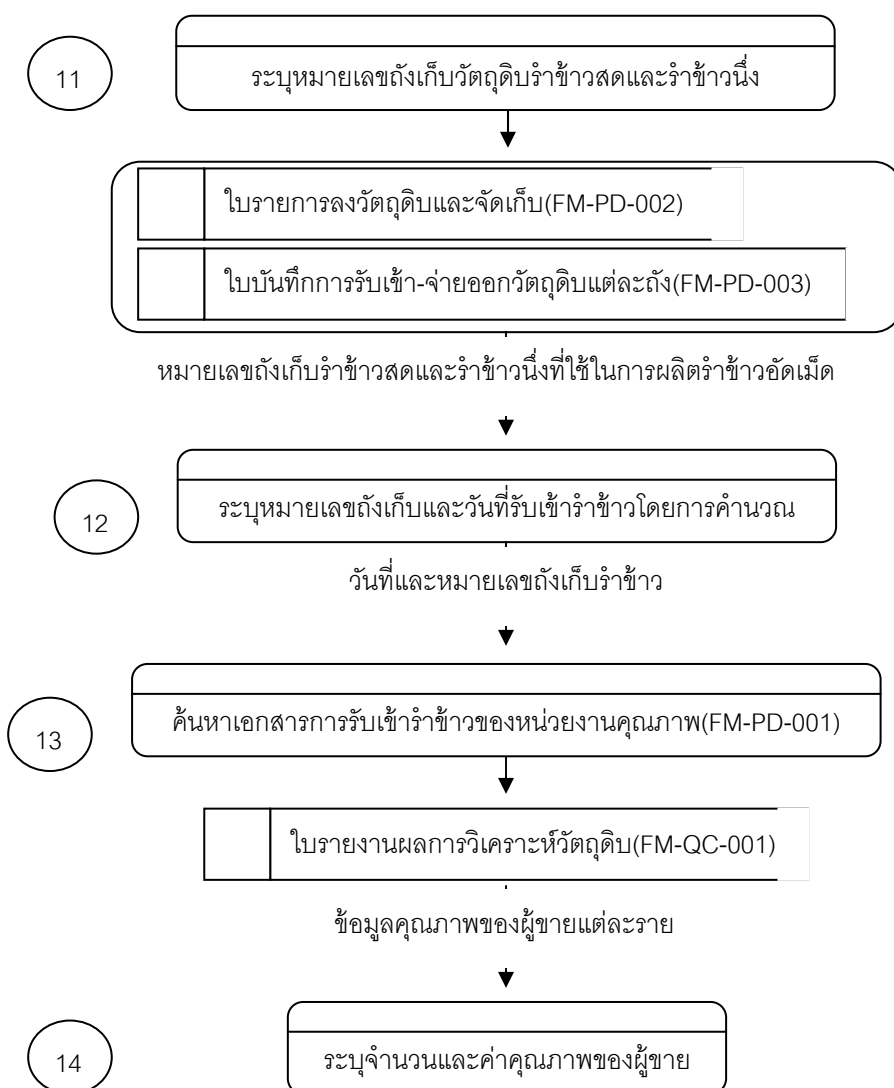 11
ระบุหมายเลขถังเก็บวัตถุดิบรำข้าวสดและรำข้าวนึ่ง
ใบรายการลงวัตถุดิบและจัดเก็บ(FM-PD-002)
ใบบันทึกการรับเข้า-จ่ายออกวัตถุดิบแต่ละถัง(FM-PD-003)
หมายเลขถังเก็บรำข้าวสดและรำข้าวนึ่งที่ใช้ในการผลิตรำข้าวอัดเม็ด
12
ระบุหมายเลขถังเก็บและวันที่รับเข้ารำข้าวโดยการคำนวณ
วันที่และหมายเลขถังเก็บรำข้าว
13
ค้นหาเอกสารการรับเข้ารำข้าวของหน่วยงานคุณภาพ(FM-PD-001)
ใบรายงานผลการวิเคราะห์วัตถุดิบ(FM-QC-001)
ข้อมูลคุณภาพของผู้ขายแต่ละราย
14
ระบุจำนวนและค่าคุณภาพของผู้ขาย